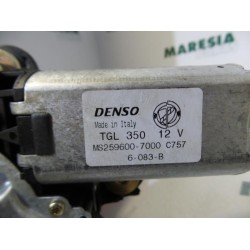 MARESIA
DENSO
Made in Italy
TGL 350 12 V
MS259600-7000 C757
6-083-B